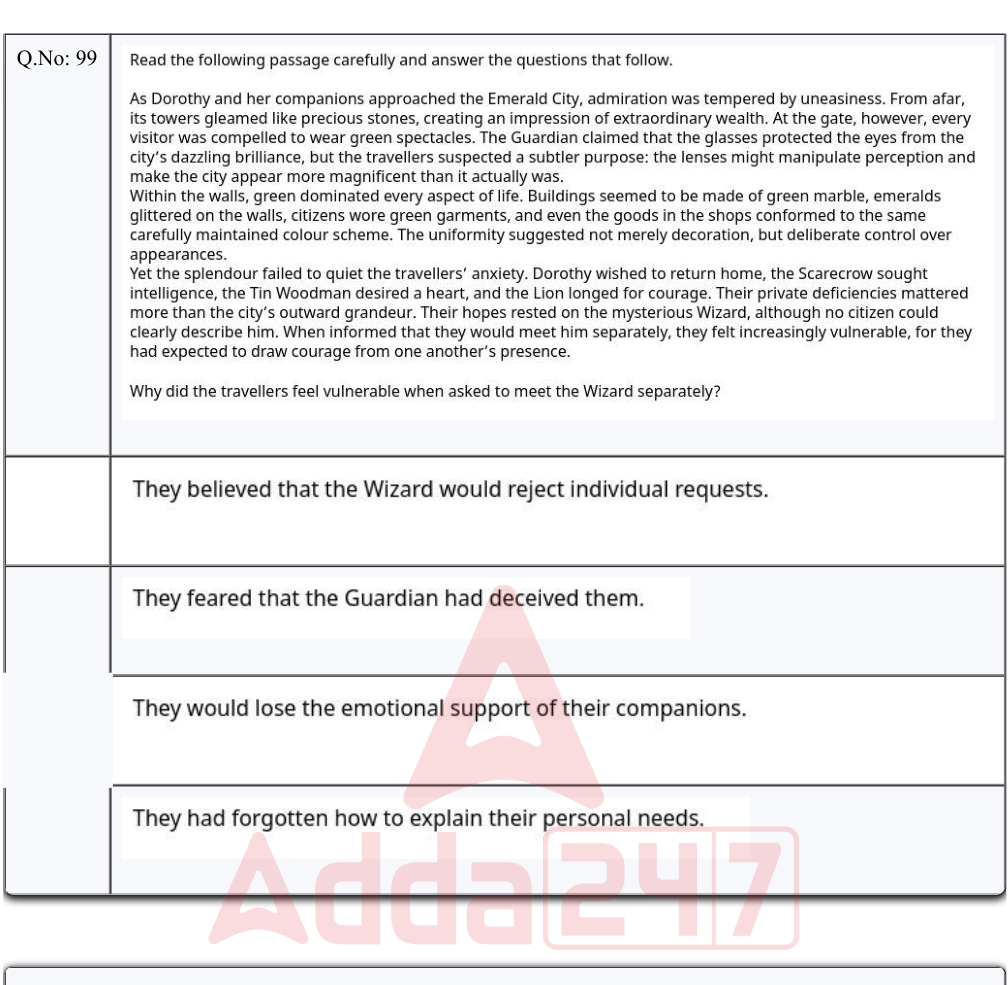 Q.No: 99
Read the following passage carefully and answer the questions that follow.
As Dorothy and her companions approached the Emerald City, admiration was tempered by uneasiness. From afar,
its towers gleamed like precious stones, creating an impression of extraordinary wealth. At the gate, however, every
visitor was compelled to wear green spectacles. The Guardian claimed that the glasses protected the eyes from the
city’s dazzling brilliance, but the travellers suspected a subtler purpose: the lenses might manipulate perception and
make the city appear more magnificent than it actually was.
Within the walls, green dominated every aspect of life. Buildings seemed to be made of green marble, emeralds
glittered on the walls, citizens wore green garments, and even the goods in the shops conformed to the same
carefully maintained colour scheme. The uniformity suggested not merely decoration, but deliberate control over
appearances.
Yet the splendour failed to quiet the travellers’ anxiety. Dorothy wished to return home, the Scarecrow sought
intelligence, the Tin Woodman desired a heart, and the Lion longed for courage. Their private deficiencies mattered
more than the city’s outward grandeur. Their hopes rested on the mysterious Wizard, although no citizen could
clearly describe him. When informed that they would meet him separately, they felt increasingly vulnerable, for they
had expected to draw courage from one another’s presence.
Why did the travellers feel vulnerable when asked to meet the Wizard separately?
They believed that the Wizard would reject individual requests.
They feared that the Guardian had deceived them.
They would lose the emotional support of their companions.
They had forgotten how to explain their personal needs.
Adda247